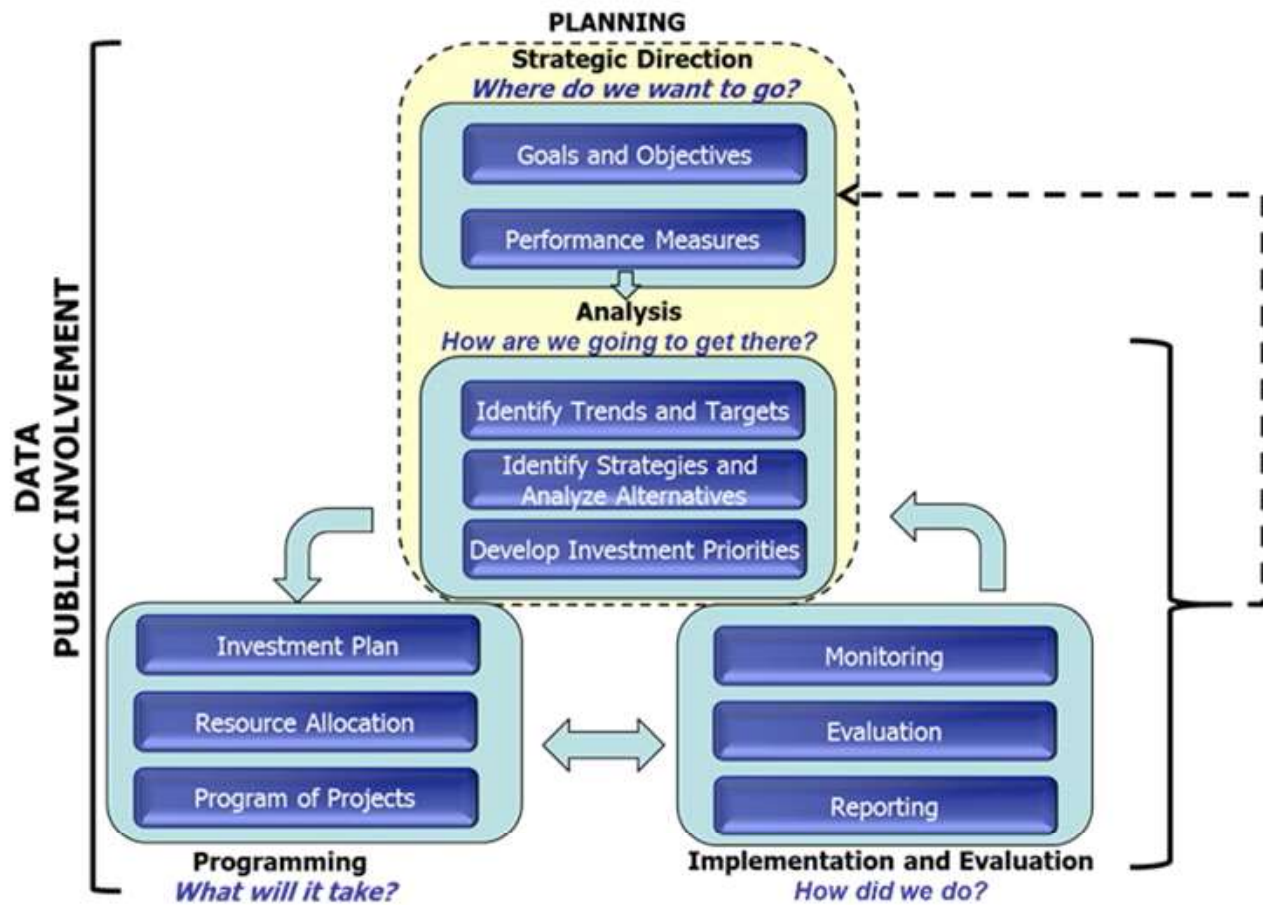 PLANNING
Strategic Direction
Where do we want to go?
Goals and Objectives
Performance Measures
Analysis
How are we going to get there?
Identify Trends and Targets
Identify Strategies and
Analyze Alternatives
Develop Investment Priorities
DATA
PUBLIC INVOLVEMENT
Investment Plan
Resource Allocation
Program of Projects
Programming
What will it take?
Monitoring
Evaluation
Reporting
Implementation and Evaluation
How did we do?